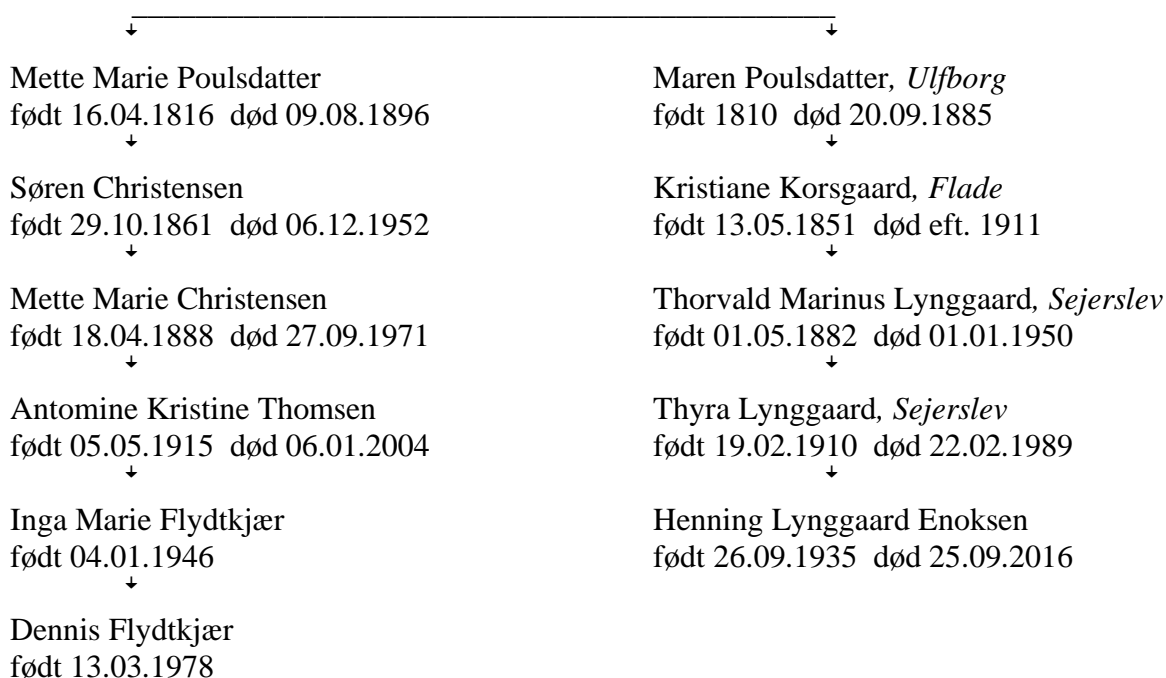 Mette Marie Poulsdatter
født 16.04.1816 død 09.08.1896
Søren Christensen
født 29.10.1861 død 06.12.1952
Mette Marie Christensen
født 18.04.1888 død 27.09.1971
Antomine Kristine Thomsen
født 05.05.1915 død 06.01.2004
Inga Marie Flydtkjær
født 04.01.1946
Dennis Flydtkjær
født 13.03.1978
Maren Poulsdatter, Ulfborg
født 1810 død 20.09.1885
Kristiane Korsgaard, Flade
født 13.05.1851 død eft. 1911
Thorvald Marinus Lynggaard, Sejerslev
født 01.05.1882 død 01.01.1950
Thyra Lynggaard, Sejerslev
født 19.02.1910 død 22.02.1989
Henning Lynggaard Enoksen
født 26.09.1935 død 25.09.2016